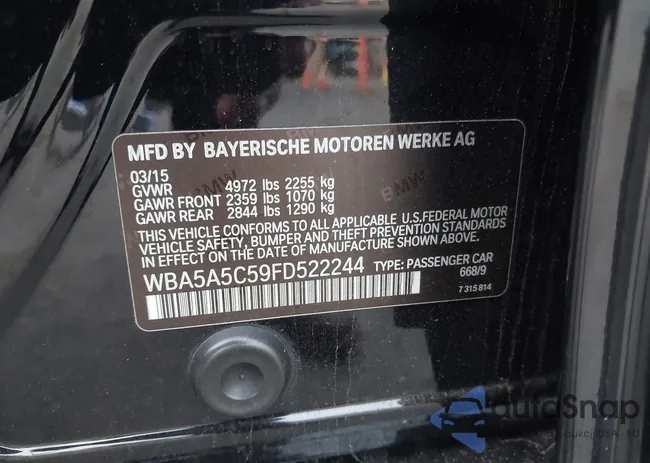 MFD BY BAYERISCHE MOTOREN WERKE AG
03/15
GVWR 4972 lbs 2255 kg
GAWR FRONT 2359 lbs 1070 kg
GAWR REAR 2844 lbs 1290 kg
THIS VEHICLE CONFORMS TO ALL APPLICABLE U.S.FEDERAL MOTOR
VEHICLE SAFETY, BUMPER AND THEFT PREVENTION STANDARDS
IN EFFECT ON THE DATE OF MANUFACTURE SHOWN ABOVE.
WBA5A5C59FD522244 TYPE: PASSENGER CAR
668/9
7 315 814
autoSnap
aukcji USA - EU